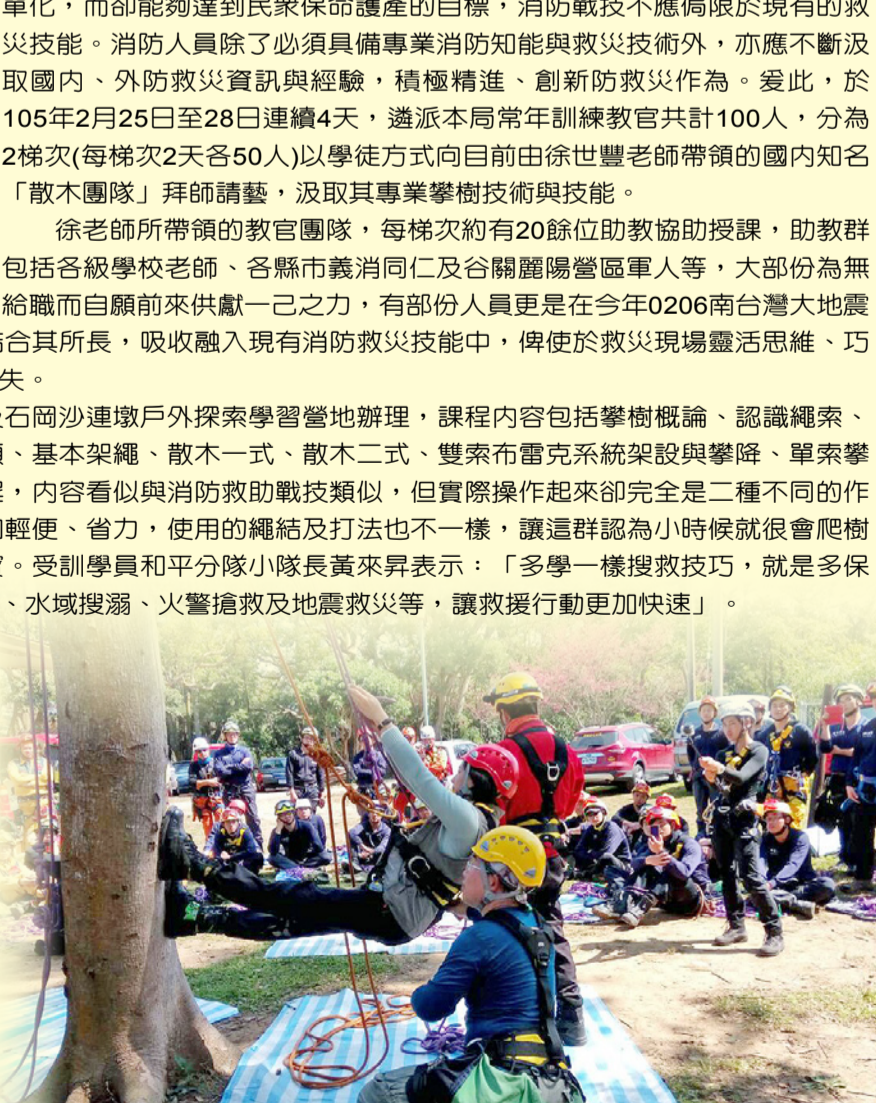 單化，而卻能夠達到民眾保命護產的目標，消防戰技不應侷限於現有的救
災技能。消防人員除了必須具備專業消防知能與救災技術外，亦應不斷汲
取國內、外防救災資訊與經驗，積極精進、創新防救災作為。爰此，於
105年2月25日至28日連續4天，遴派本局常年訓練教官共計100人，分為
2梯次(每梯次2天各50人)以學徒方式向目前由徐世豐老師帶領的國內知名
「散木團隊」拜師請藝，汲取其專業攀樹技術與技能。
徐老師所帶領的教官團隊，每梯次約有20餘位助教協助授課，助教群
包括各級學校老師、各縣市義消同仁及谷關麗陽營區軍人等，大部份為無
給職而自願前來供獻一己之力，有部份人員更是在今年0206南台灣大地震
結合其所長，吸收融入現有消防救災技能中，俾使於救災現場靈活思維、巧
失。
石岡沙連墩戶外探索學習營地辦理，課程內容包括攀樹概論、認識繩索、
、基本架繩、散木一式、散木二式、雙索布雷克系統架設與攀降、單索攀
，內容看似與消防救助戰技類似，但實際操作起來卻完全是二種不同的作
輕便、省力，使用的繩結及打法也不一樣，讓這群認為小時候就很會爬樹
。受訓學員和平分隊小隊長黃來昇表示：「多學一樣搜救技巧，就是多保
、水域搜溺、火警搶救及地震救災等，讓救援行動更加快速」。